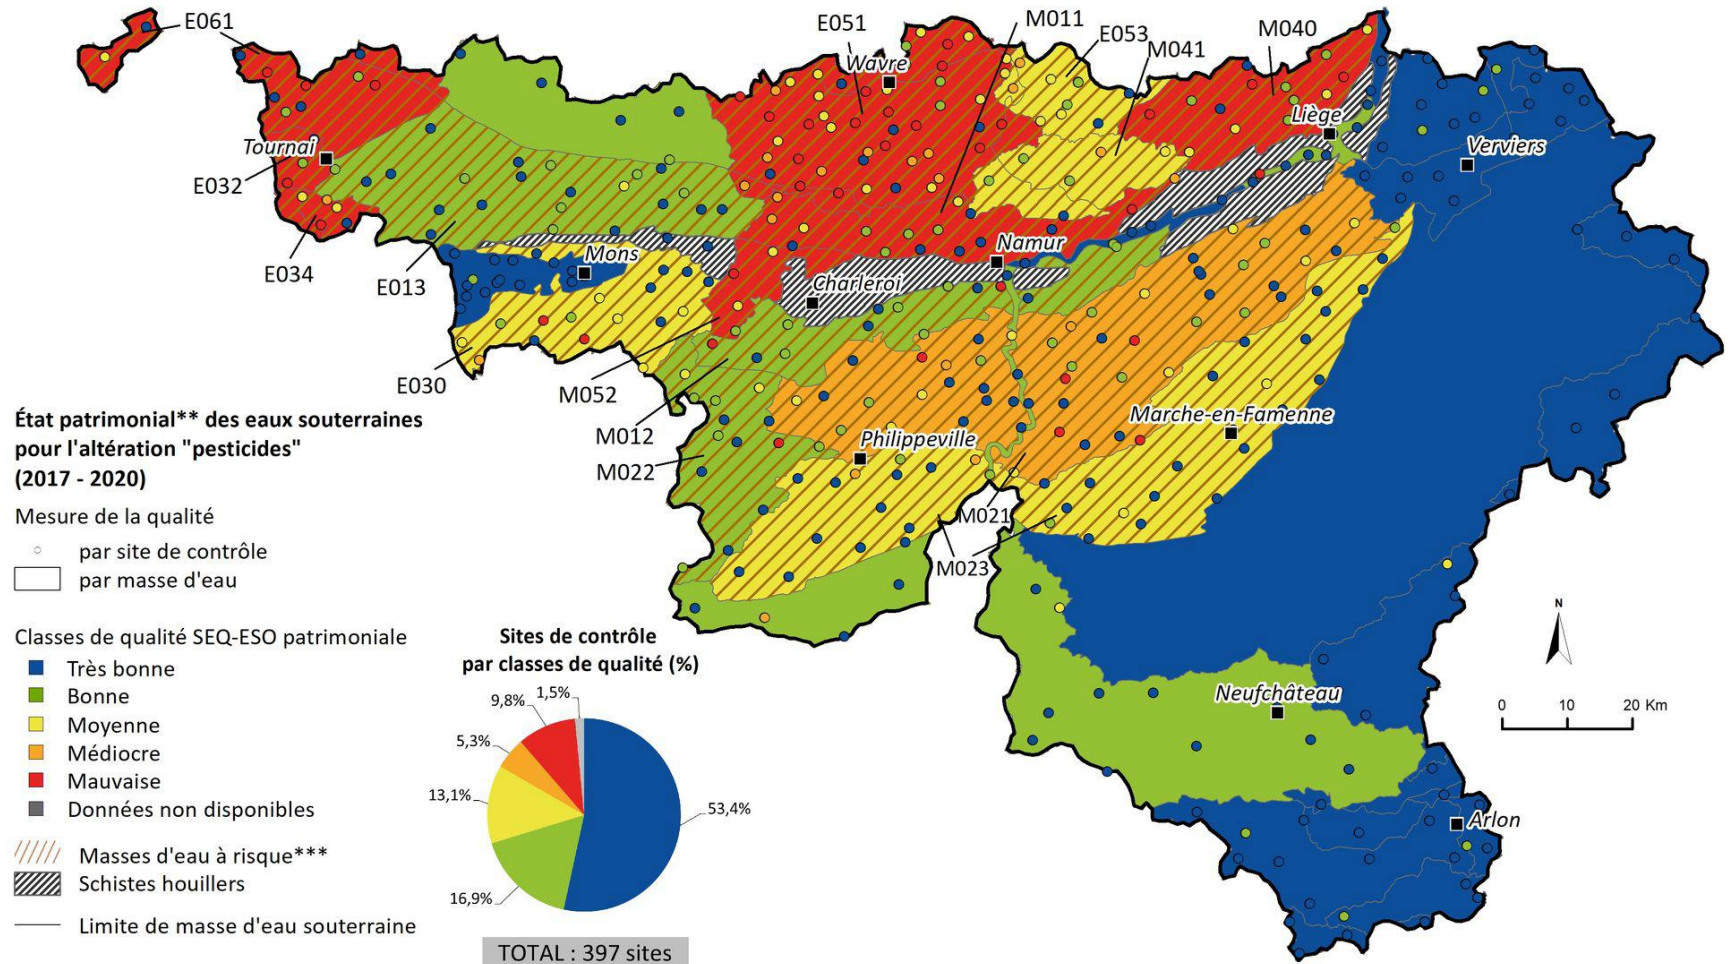 E061
E051
M011
E053
M041
M040
Wavre
Liège
Tournai
Verviers
E032
Namur
E034
E013
Mons
Charleroi
E030
M052
M012
M022
Philippeville
Marche-en-Famenne
M021
M023
Neufchâteau
Arlon
État patrimonial** des eaux souterraines
pour l'altération "pesticides"
(2017 - 2020)
Mesure de la qualité
par site de contrôle
par masse d'eau
Classes de qualité SEQ-ESO patrimoniale
Très bonne
Bonne
Moyenne
Médiocre
Mauvaise
Données non disponibles
Masses d'eau à risque***
Schistes houillers
Limite de masse d'eau souterraine
Sites de contrôle
par classes de qualité (%)
1,5%
9,8%
5,3%
13,1%
53,4%
16,9%
TOTAL : 397 sites
N
0 10 20 Km